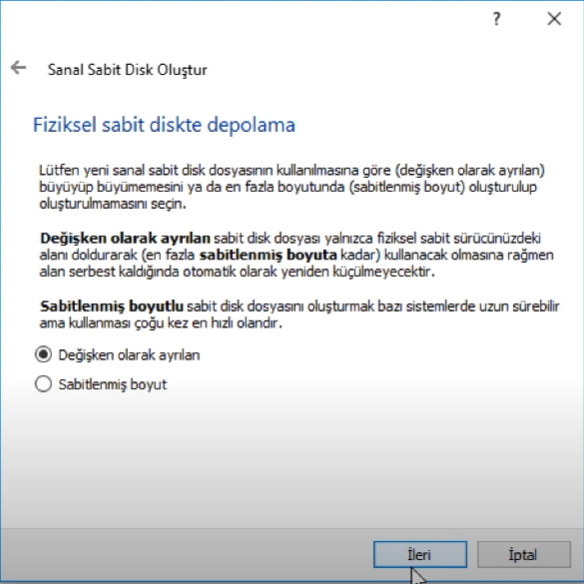 ?
Sanal Sabit Disk Oluştur
Fiziksel sabit diskte depolama
Lütfen yeni sanal sabit disk dosyasının kullanılmasına göre (değişken olarak ayrılan)
büyüyüp büyümemesini ya da en fazla boyutunda (sabitlenmiş boyut) oluşturulup
oluşturulmamasını seçin.
Değişken olarak ayrılan sabit disk dosyası yalnızca fiziksel sabit sürücünüzdeki
alanı doldurarak (en fazla sabitlenmiş boyuta kadar) kullanacak olmasına rağmen
alan serbest kaldığında otomatik olarak yeniden küçülmeyecektir.
Sabitlenmiş boyutlu sabit disk dosyasını oluşturmak bazı sistemlerde uzun sürebilir
ama kullanması çoğu kez en hızlı olandır.
Değişken olarak ayrılan
Sabitlenmiş boyut
İleri
İptal